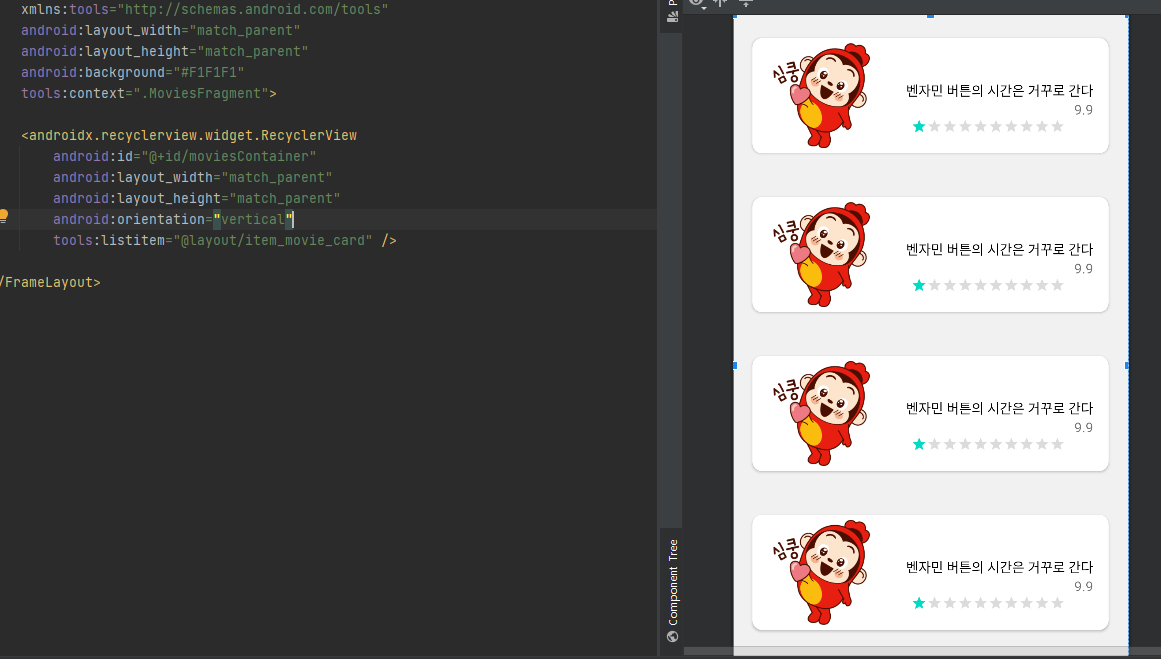 xmlns:tools="http://schemas.android.com/tools"
android:layout_width="match_parent"
android:layout_height="match_parent"
android:background="#F1F1F1"
tools:context=".MoviesFragment">
<androidx.recyclerview.widget.RecyclerView
android:id="@+id/moviesContainer"
android:layout_width="match_parent"
android:layout_height="match_parent"
android:orientation="vertical"
tools:listitem="@layout/item_movie_card" />
/FrameLayout>
Component Tree
심쿵
벤자민 버튼의 시간은 거꾸로 간다
9.9
심쿵
벤자민 버튼의 시간은 거꾸로 간다
9.9
심쿵
벤자민 버튼의 시간은 거꾸로 간다
9.9
심쿵
벤자민 버튼의 시간은 거꾸로 간다
9.9